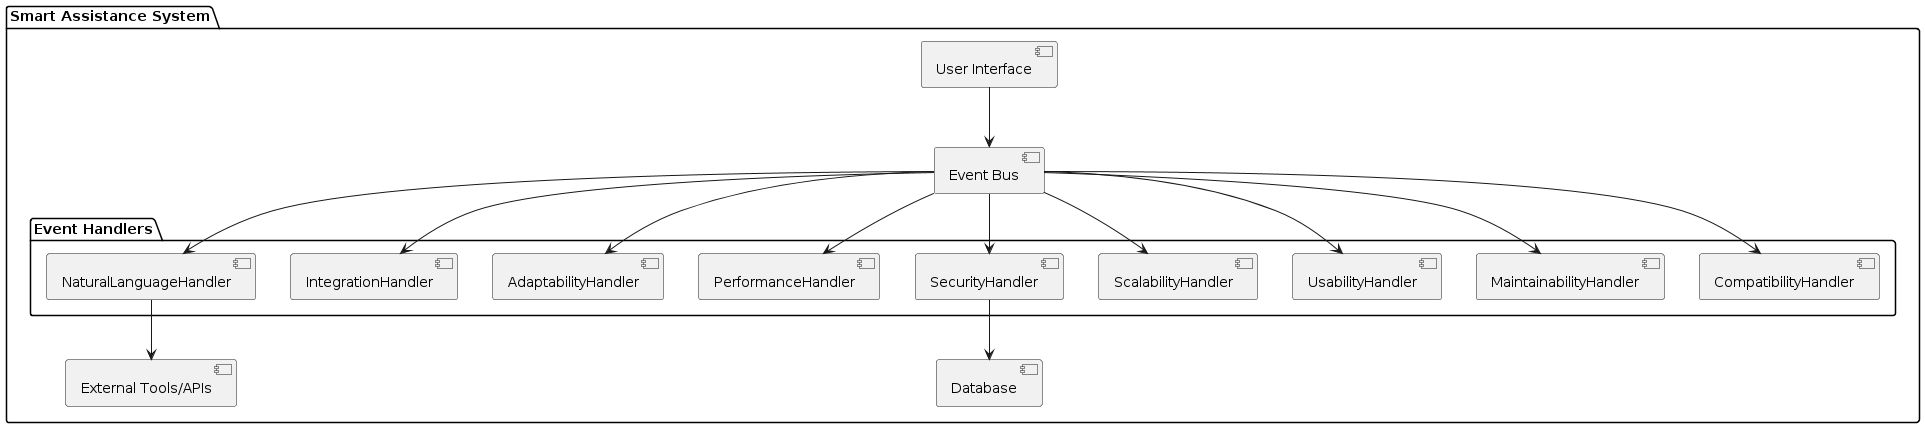 Smart Assistance System
User Interface
Event Bus
Event Handlers
NaturalLanguageHandler
IntegrationHandler
AdaptabilityHandler
PerformanceHandler
SecurityHandler
ScalabilityHandler
UsabilityHandler
MaintainabilityHandler
CompatibilityHandler
External Tools/APIs
Database